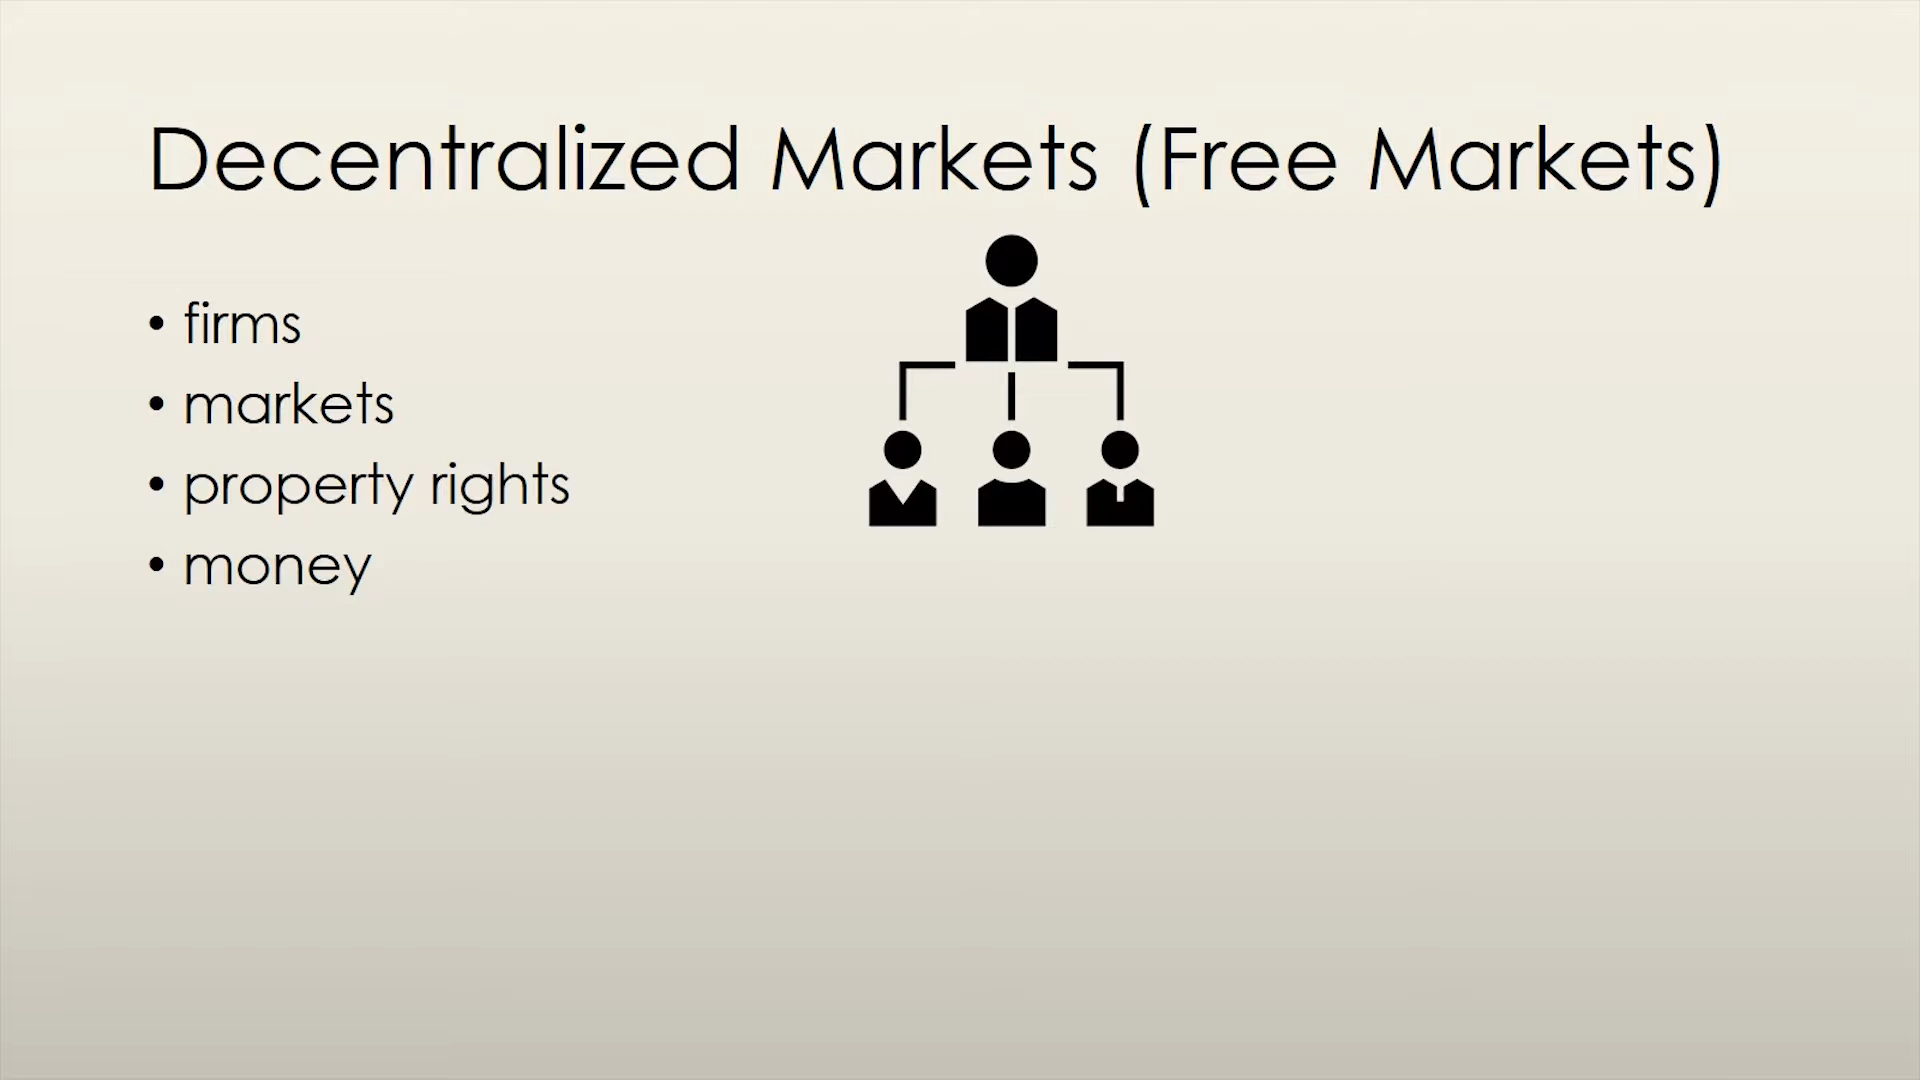 Decentralized Markets (Free Markets)
• firms
• markets
• property rights
• money